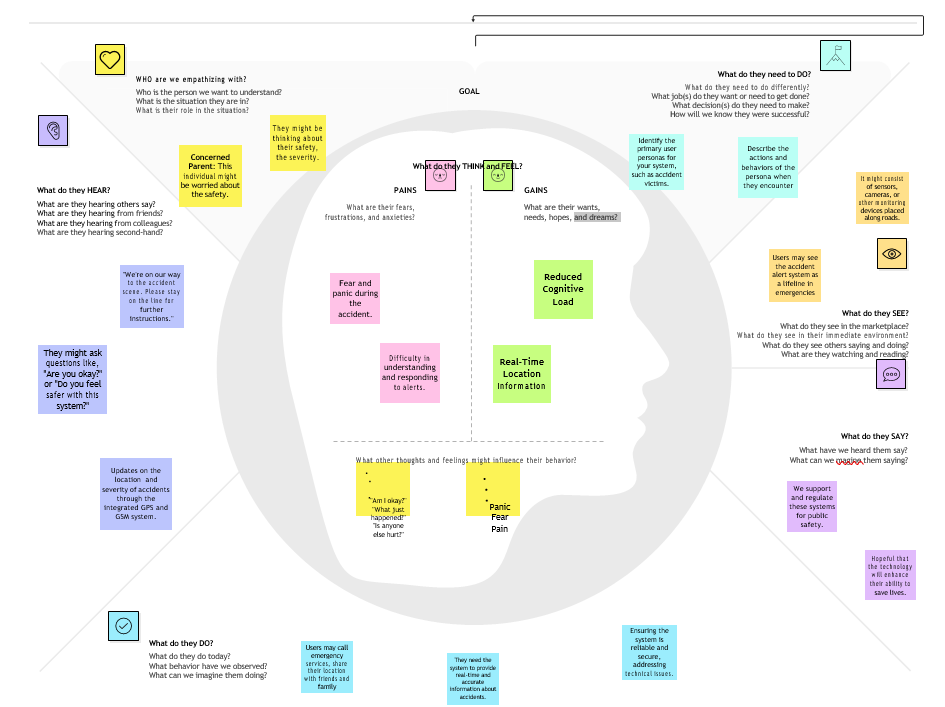 WHO are we empathizing with?
Who is the person we want to understand?
What is the situation they are in?
What is their role in the situation?
GOAL
What do they need to DO?
What do they need to do differently?
What job(s) do they want or need to get done?
What decision(s) do they need to make?
How will we know they were successful?
They might be
thinking about
their safety,
the severity.
Concerned
Parent: This
individual might
be worried about
the safety.
Identify the
primary user
personas for
your system,
such as accident
victims.
Describe the
actions and
behaviors of the
persona when
they encounter
It might consist
of sensors,
cameras, or
other monitoring
devices placed
along roads.
What do they HEAR?
What are they hearing others say?
What are they hearing from friends?
What are they hearing from colleagues?
What are they hearing second-hand?
What do they THINK and FEEL?
PAINS
What are their fears,
frustrations, and anxieties?
GAINS
What are their wants,
needs, hopes, and dreams?
"We're on our way
to the accident
scene. Please stay
on the line for
further
instructions."
Fear and
panic during
the
accident.
Reduced
Cognitive
Load
Users may see
the accident
alert system as
a lifeline in
emergencies
What do they SEE?
What do they see in the marketplace?
What do they see in their immediate environment?
What do they see others saying and doing?
What are they watching and reading?
They might ask
questions like,
"Are you okay?"
or "Do you feel
safer with this
system?"
Difficulty in
understanding
and responding
to alerts.
Real-Time
Location
Information
What do they SAY?
What have we heard them say?
What can we magine them saying?
Updates on the
location and
severity of accidents
through the
integrated GPS and
GSM system.
What other thoughts and feelings might influence their behavior?
"Am I okay?"
"What just
happened?"
"Is anyone
else hurt?"
Panic
Fear
Pain
We support
and regulate
these systems
for public
safety.
Hopeful that
the technology
will enhance
their ability to
save lives.
What do they DO?
What do they do today?
What behavior have we observed?
What can we imagine them doing?
Users may call
emergency
services, share
their location
with friends and
family
They need the
system to provide
real-time and
accurate
information about
accidents.
Ensuring the
system is
reliable and
secure,
addressing
technical issues.